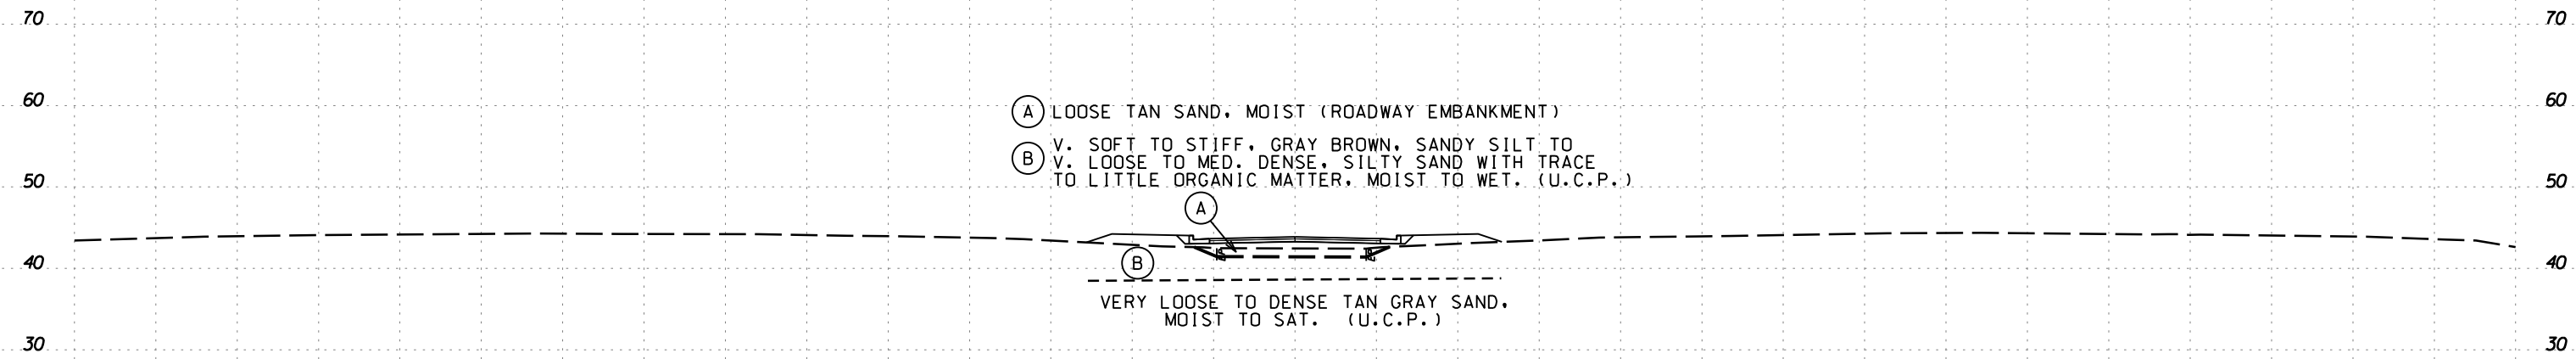 70 70
60 60
A LOOSE TAN SAND, MOIST (ROADWAY EMBANKMENT)
V. SOFT TO STIFF, GRAY BROWN, SANDY SILT TO
B V. LOOSE TO MED. DENSE, SILTY SAND WITH TRACE
TO LITTLE ORGANIC MATTER, MOIST TO WET. (U.C.P.)
50 50
A
B
40 40
VERY LOOSE TO DENSE TAN GRAY SAND,
MOIST TO SAT. (U.C.P.)
30 30